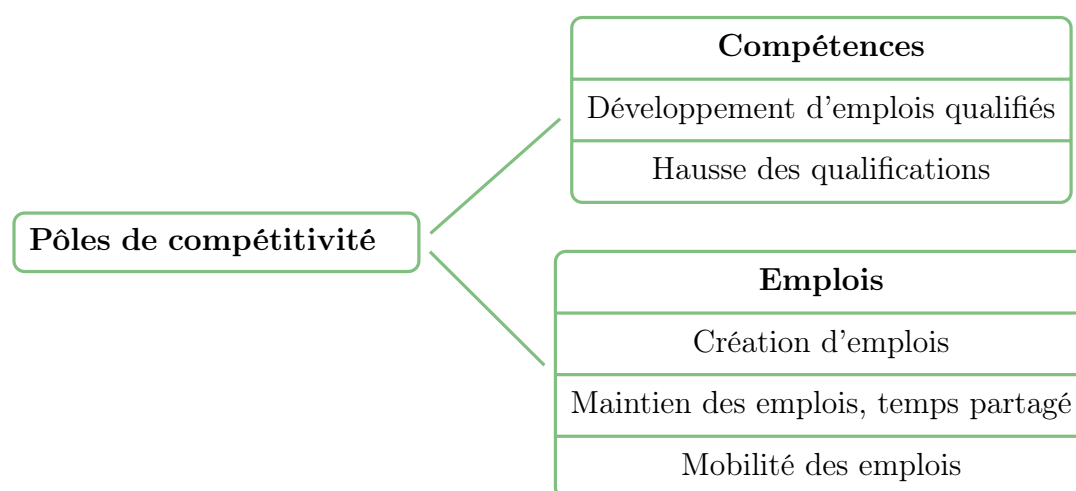 Compétences
Développement d'emplois qualifiés
Hausse des qualifications
Pôles de compétitivité
Emplois
Création d'emplois
Maintien des emplois, temps partagé
Mobilité des emplois